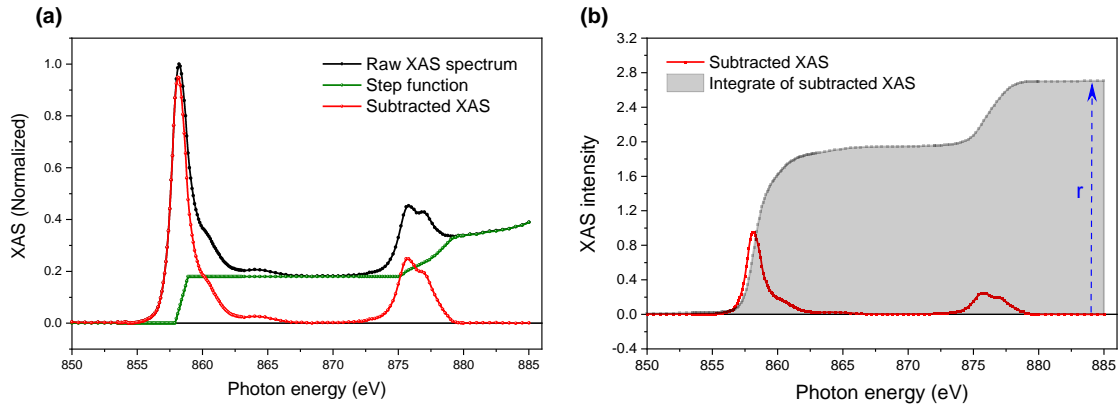 (a)
XAS (Normalized)
1.0
0.8
0.6
0.4
0.2
0.0
Raw XAS spectrum
Step function
Subtracted XAS
850 855 860 865 870 875 880 885
Photon energy (eV)
(b)
XAS intensity
3.2
2.8
2.4
2.0
1.6
1.2
0.8
0.4
0.0
-0.4
Subtracted XAS
Integrate of subtracted XAS
r
850 855 860 865 870 875 880 885
Photon energy (eV)